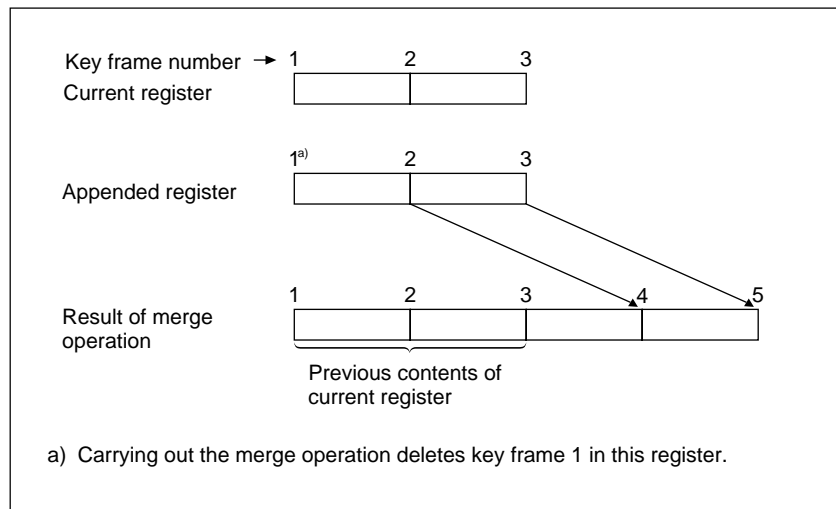 Key frame number → 1 2 3
Current register
1a) 2 3
Appended register
1 2 3 4 5
Result of merge
operation
Previous contents of
current register
a) Carrying out the merge operation deletes key frame 1 in this register.